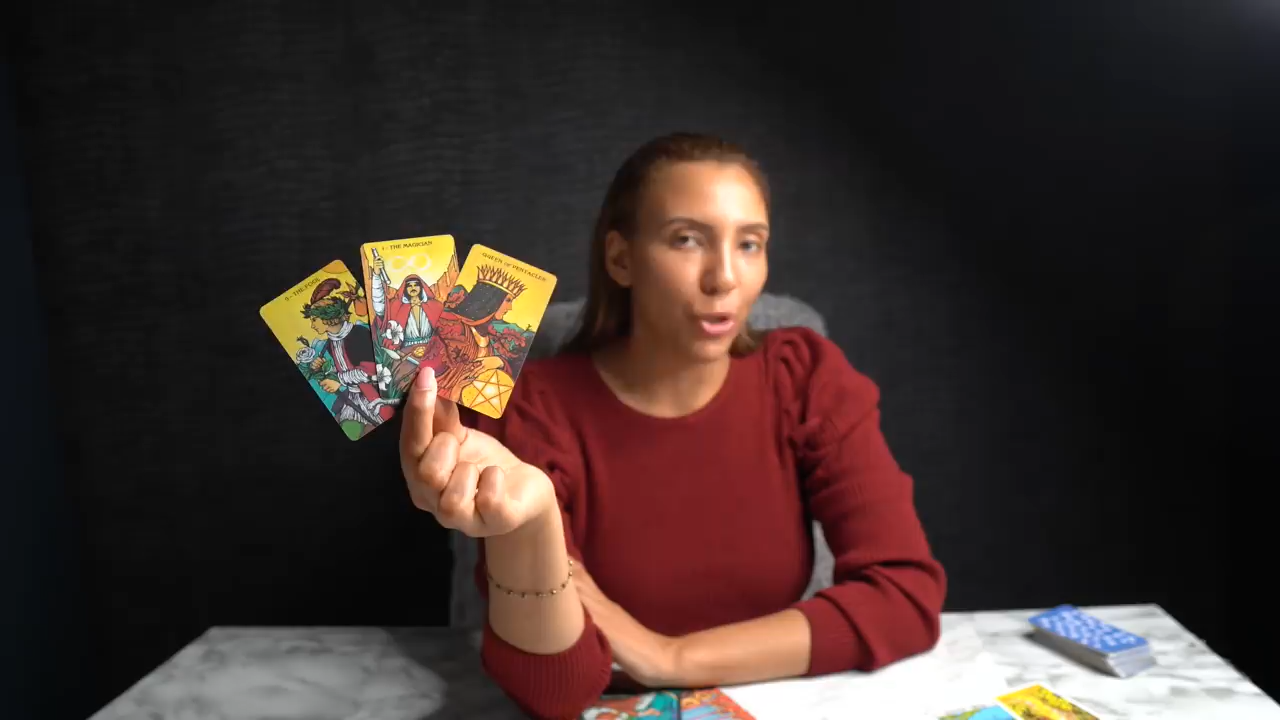 0 - THE FOOL
1 - THE MAGICIAN
QUEEN OF PENTACLES